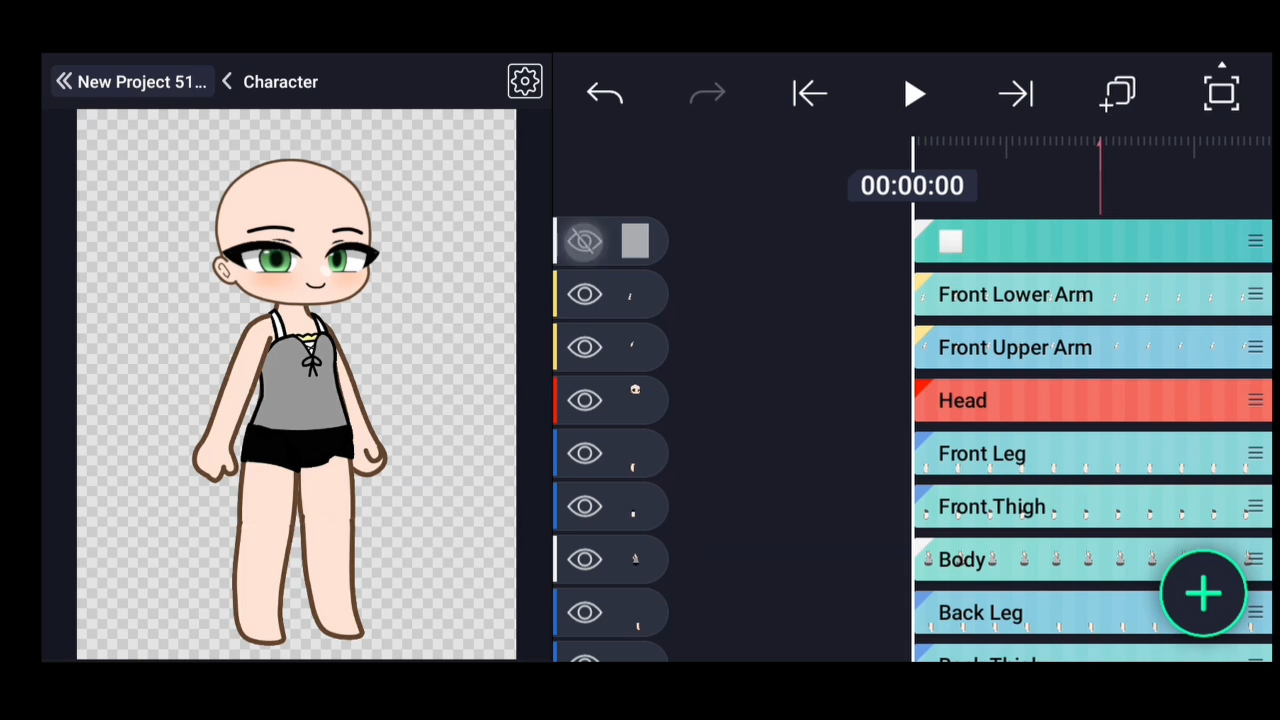 New Project 51...
Character
00:00:00
Front Lower Arm
Front Upper Arm
Head
Front Leg
Front Thigh
Body
Back Leg